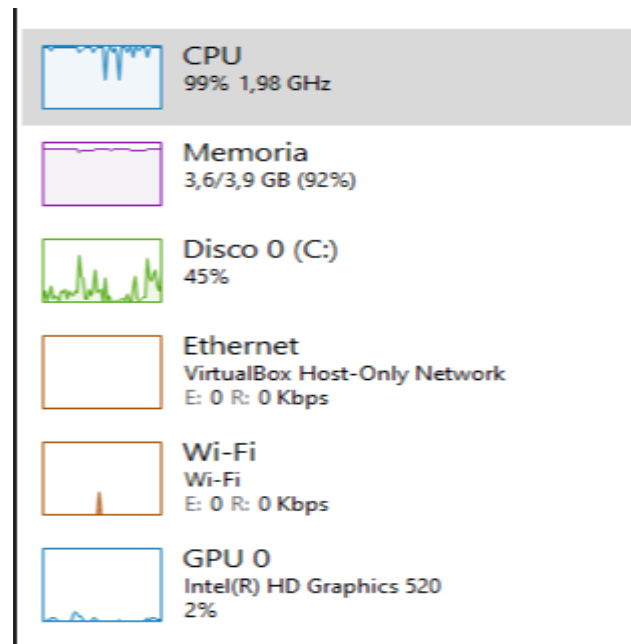 CPU
99% 1,98 GHz
Memoria
3,6/3,9 GB (92%)
Disco 0 (C:)
45%
Ethernet
VirtualBox Host-Only Network
E: 0 R: 0 Kbps
Wi-Fi
Wi-Fi
E: 0 R: 0 Kbps
GPU 0
Intel(R) HD Graphics 520
2%